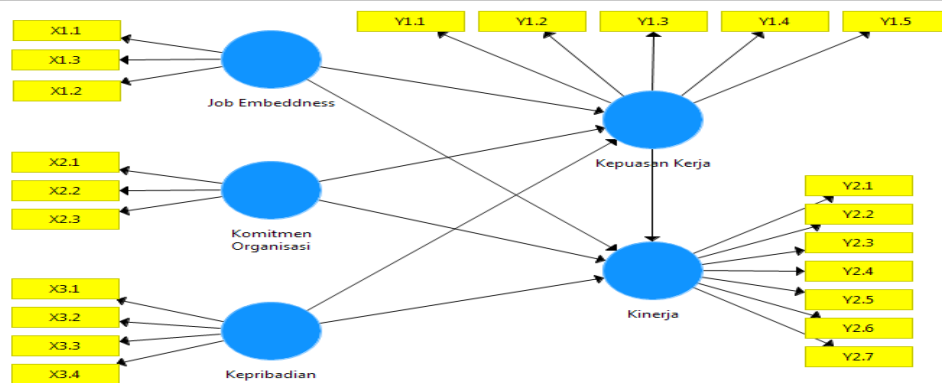 Y1.1
Y1.2
Y1.3
Y1.4
Y1.5
X1.1
X1.3
X1.2
Job Embeddness
Kepuasan Kerja
X2.1
X2.2
X2.3
Komitmen
Organisasi
Y2.1
Y2.2
Y2.3
Y2.4
Y2.5
Y2.6
Y2.7
Kinerja
X3.1
X3.2
X3.3
X3.4
Kepribadian